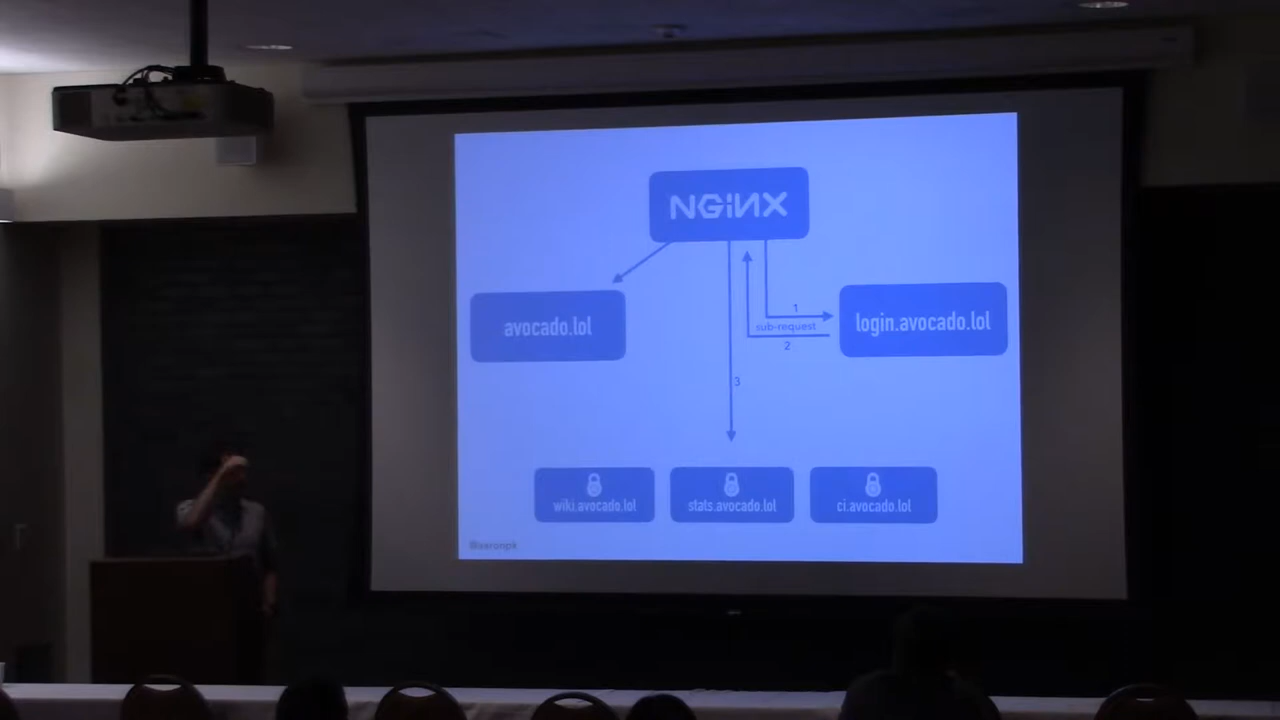 NGiNX
avocado.lol
1
sub-request
2
login.avocado.lol
3
wiki.avocado.lol
stats.avocado.lol
ci.avocado.lol
@aaronpk